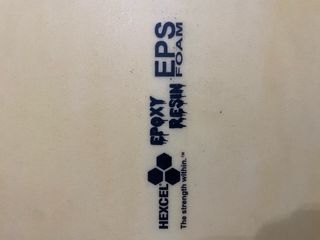 HEXCEL
The strength within.™
EPOXY
RESIN
EPS
FOAM